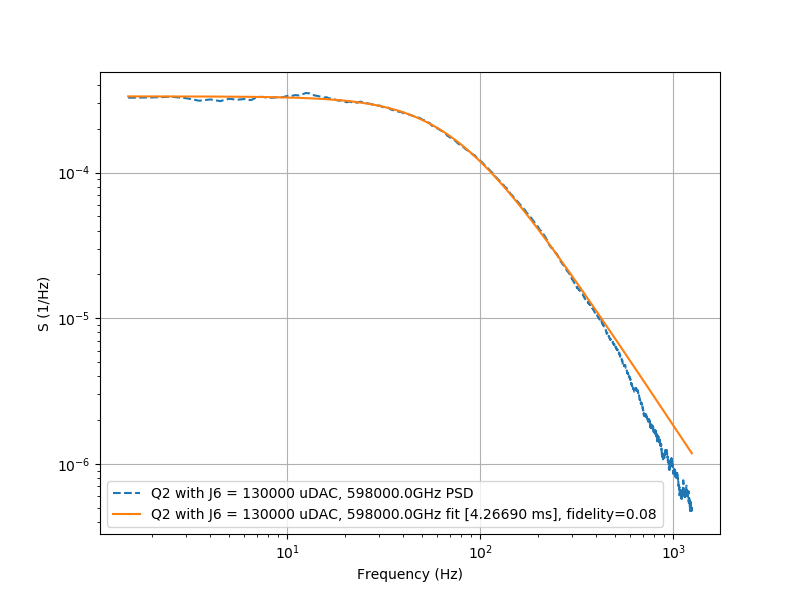 S (1/Hz)
10⁻⁴
10⁻⁵
10⁻⁶
Q2 with J6 = 130000 uDAC, 598000.0GHz PSD
Q2 with J6 = 130000 uDAC, 598000.0GHz fit [4.26690 ms], fidelity=0.08
10¹ 10² 10³
Frequency (Hz)